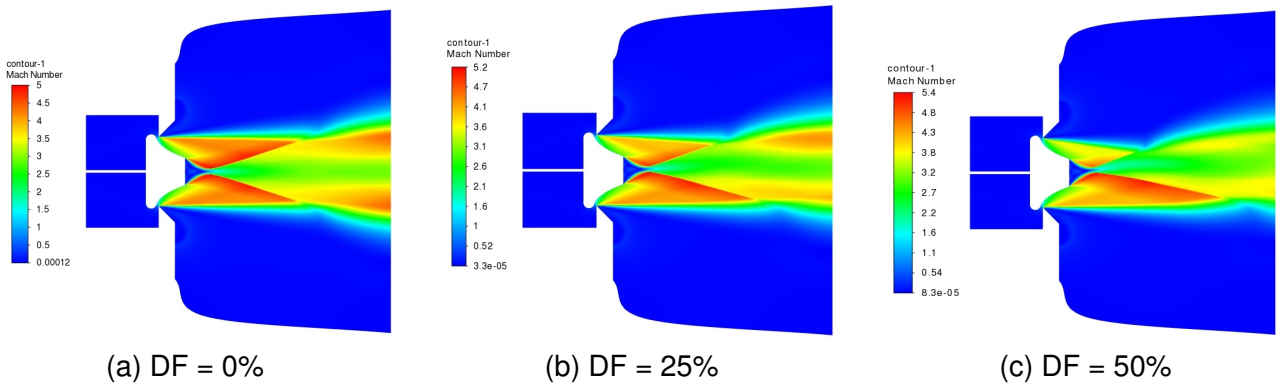 contour-1
Mach Number
5
4.5
4
3.5
3
2.5
2
1.5
1
0.5
0.00012
(a) DF = 0%
contour-1
Mach Number
5.2
4.7
4.1
3.6
3.1
2.6
2.1
1.6
1
0.52
3.3e-05
(b) DF = 25%
contour-1
Mach Number
5.4
4.8
4.3
3.8
3.2
2.7
2.2
1.6
1.1
0.54
8.3e-05
(c) DF = 50%